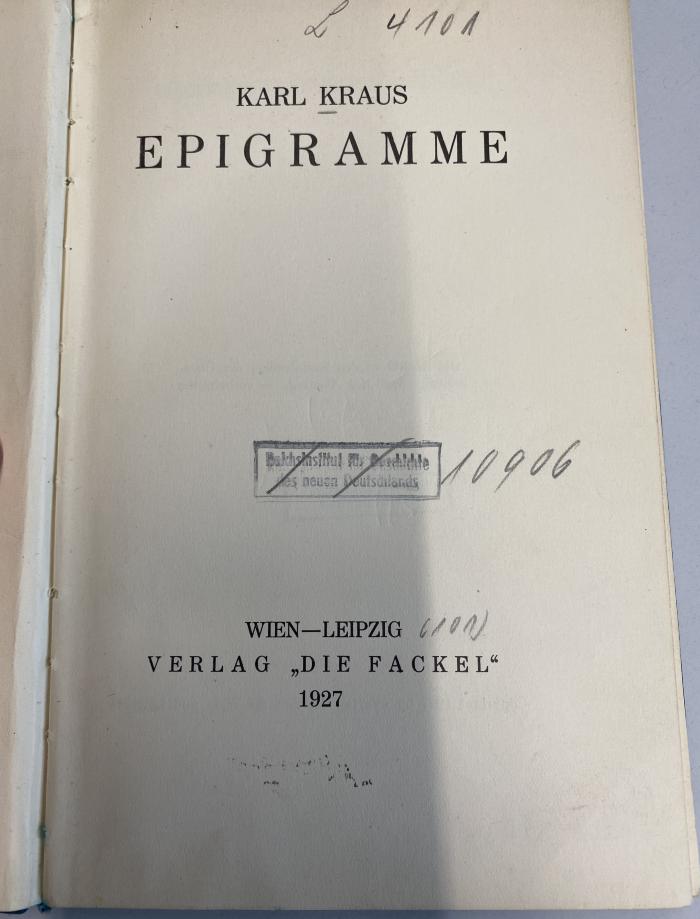 L 4101
KARL KRAUS
EPIGRAMME
Reichsinstitut für Geschichte
des neuen Deutschlands
10906
WIEN—LEIPZIG
VERLAG „DIE FACKEL“
1927